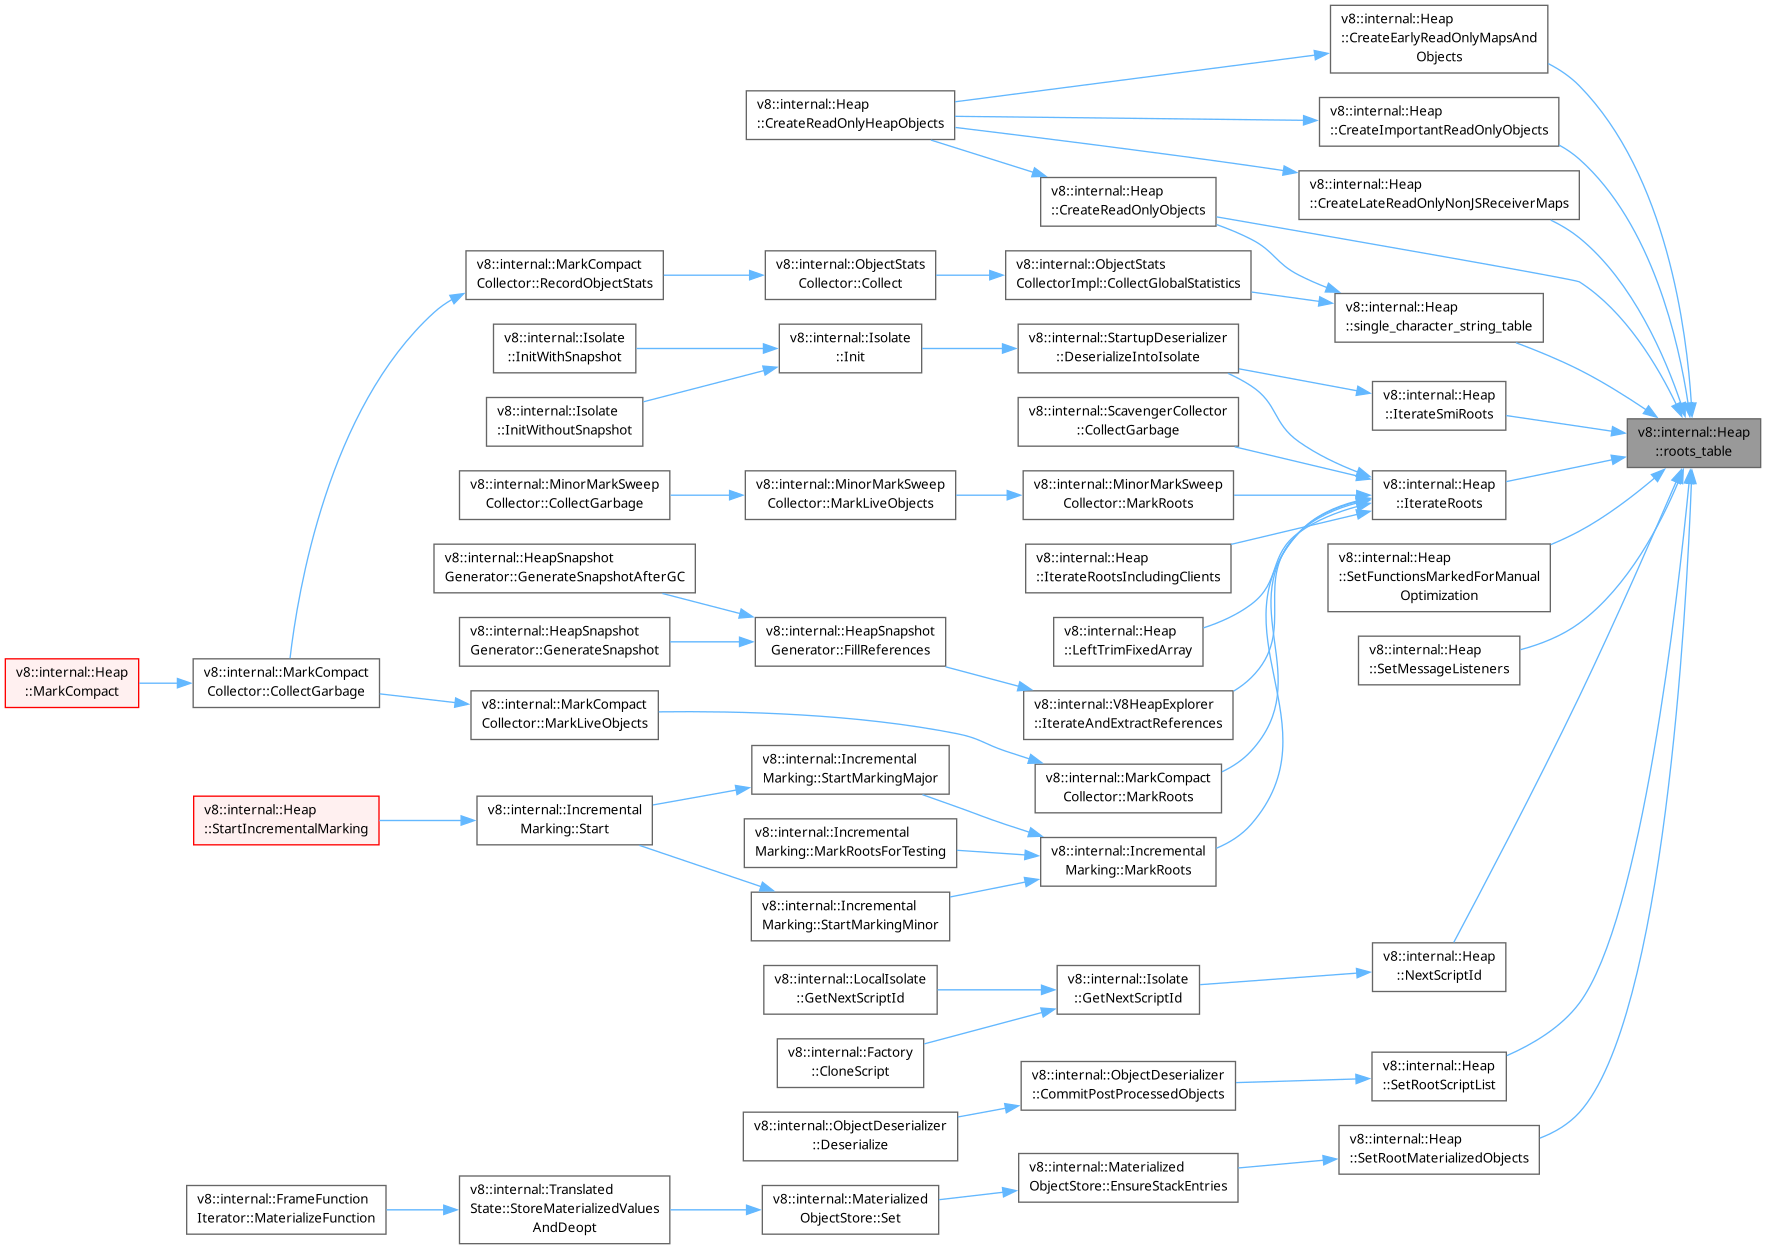 v8::internal::Heap
::CreateEarlyReadOnlyMapsAnd
Objects
v8::internal::Heap
::CreateReadOnlyHeapObjects
v8::internal::Heap
::CreateImportantReadOnlyObjects
v8::internal::Heap
::CreateLateReadOnlyNonJSReceiverMaps
v8::internal::Heap
::CreateReadOnlyObjects
v8::internal::MarkCompact
Collector::RecordObjectStats
v8::internal::ObjectStats
Collector::Collect
v8::internal::ObjectStats
CollectorImpl::CollectGlobalStatistics
v8::internal::Heap
::single_character_string_table
v8::internal::Isolate
::InitWithSnapshot
v8::internal::Isolate
::Init
v8::internal::StartupDeserializer
::DeserializeIntoIsolate
v8::internal::Heap
::IterateSmiRoots
v8::internal::Isolate
::InitWithoutSnapshot
v8::internal::ScavengerCollector
::CollectGarbage
v8::internal::Heap
::roots_table
v8::internal::MinorMarkSweep
Collector::CollectGarbage
v8::internal::MinorMarkSweep
Collector::MarkLiveObjects
v8::internal::MinorMarkSweep
Collector::MarkRoots
v8::internal::Heap
::IterateRoots
v8::internal::HeapSnapshot
Generator::GenerateSnapshotAfterGC
v8::internal::Heap
::IterateRootsIncludingClients
v8::internal::Heap
::SetFunctionsMarkedForManual
Optimization
v8::internal::HeapSnapshot
Generator::GenerateSnapshot
v8::internal::HeapSnapshot
Generator::FillReferences
v8::internal::Heap
::LeftTrimFixedArray
v8::internal::Heap
::SetMessageListeners
v8::internal::Heap
::MarkCompact
v8::internal::MarkCompact
Collector::CollectGarbage
v8::internal::MarkCompact
Collector::MarkLiveObjects
v8::internal::V8HeapExplorer
::IterateAndExtractReferences
v8::internal::Incremental
Marking::StartMarkingMajor
v8::internal::MarkCompact
Collector::MarkRoots
v8::internal::Heap
::StartIncrementalMarking
v8::internal::Incremental
Marking::Start
v8::internal::Incremental
Marking::MarkRootsForTesting
v8::internal::Incremental
Marking::MarkRoots
v8::internal::Incremental
Marking::StartMarkingMinor
v8::internal::LocalIsolate
::GetNextScriptId
v8::internal::Isolate
::GetNextScriptId
v8::internal::Heap
::NextScriptId
v8::internal::Factory
::CloneScript
v8::internal::ObjectDeserializer
::CommitPostProcessedObjects
v8::internal::Heap
::SetRootScriptList
v8::internal::ObjectDeserializer
::Deserialize
v8::internal::Heap
::SetRootMaterializedObjects
v8::internal::FrameFunction
Iterator::MaterializeFunction
v8::internal::Translated
State::StoreMaterializedValues
AndDeopt
v8::internal::Materialized
ObjectStore::Set
v8::internal::Materialized
ObjectStore::EnsureStackEntries